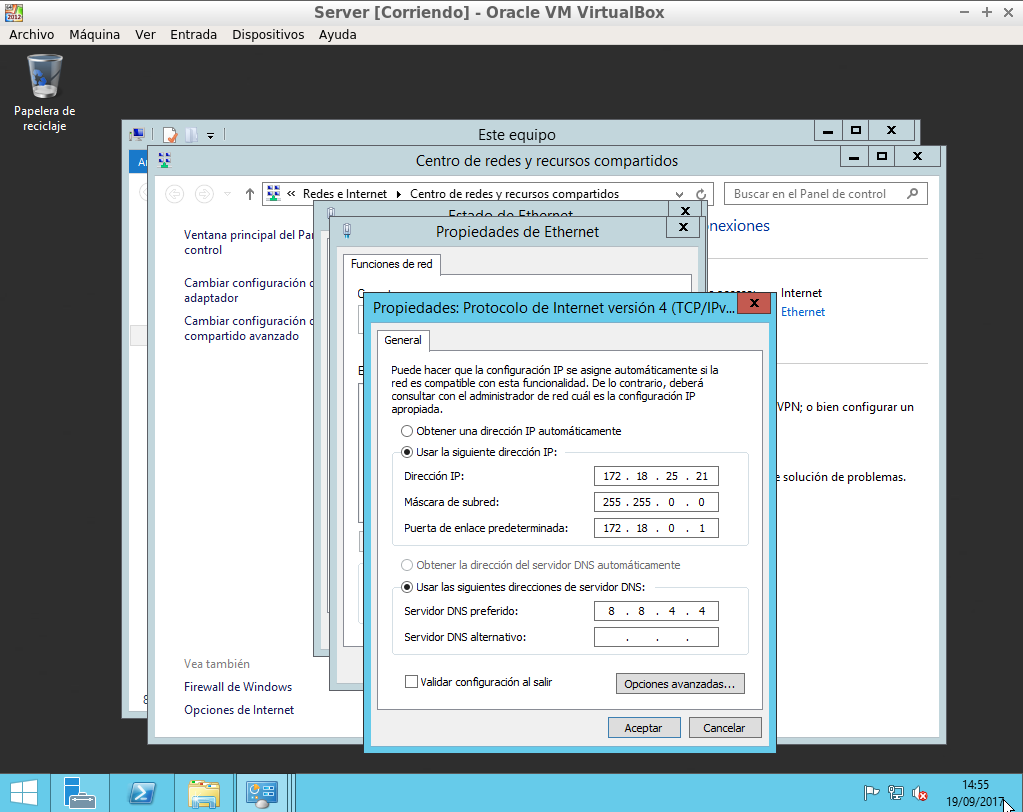 Server [Corriendo] - Oracle VM VirtualBox
Archivo Máquina Ver Entrada Dispositivos Ayuda
Papelera de
reciclaje
Este equipo
Centro de redes y recursos compartidos
« Redes e Internet Centro de redes y recursos compartidos
Buscar en el Panel de control
Ventana principal del
control
Cambiar configuración
adaptador
Cambiar configuración
compartido avanzado
Vea también
Firewall de Windows
Opciones de Internet
Internet
Ethernet
VPN; o bien configurar un
solución de problemas.
Estado de Ethernet
Propiedades de Ethernet
Funciones de red
Propiedades: Protocolo de Internet versión 4 (TCP/IPv...
General
Puede hacer que la configuración IP se asigne automáticamente si la
red es compatible con esta funcionalidad. De lo contrario, deberá
consultar con el administrador de red cuál es la configuración IP
apropiada.
Obtener una dirección IP automáticamente
Usar la siguiente dirección IP:
Dirección IP: 172 . 18 . 25 . 21
Máscara de subred: 255 . 255 . 0 . 0
Puerta de enlace predeterminada: 172 . 18 . 0 . 1
Obtener la dirección del servidor DNS automáticamente
Usar las siguientes direcciones de servidor DNS:
Servidor DNS preferido: 8 . 8 . 4 . 4
Servidor DNS alternativo: . . .
Validar configuración al salir
Opciones avanzadas...
Aceptar Cancelar
14:55
19/09/2017